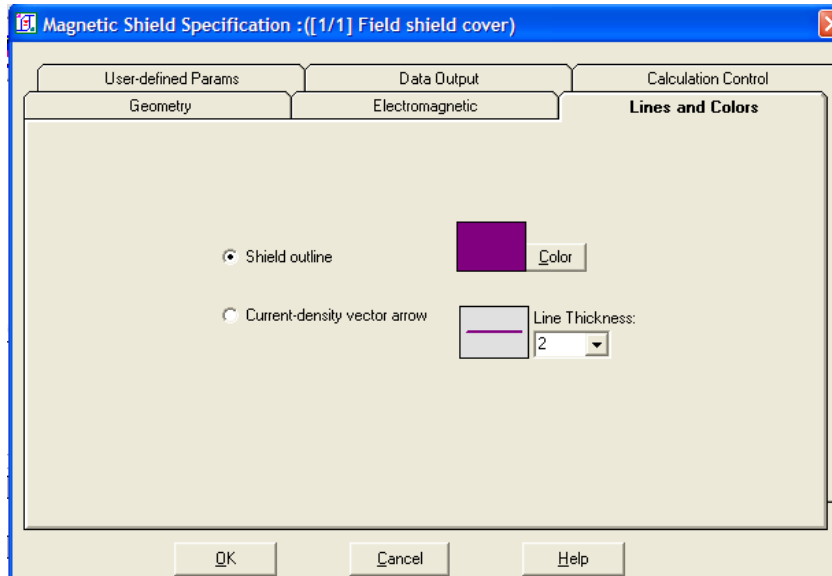 Magnetic Shield Specification :([1/1] Field shield cover)
User-defined Params
Data Output
Calculation Control
Geometry
Electromagnetic
Lines and Colors
Shield outline
Color
Current-density vector arrow
Line Thickness:
2
OK
Cancel
Help